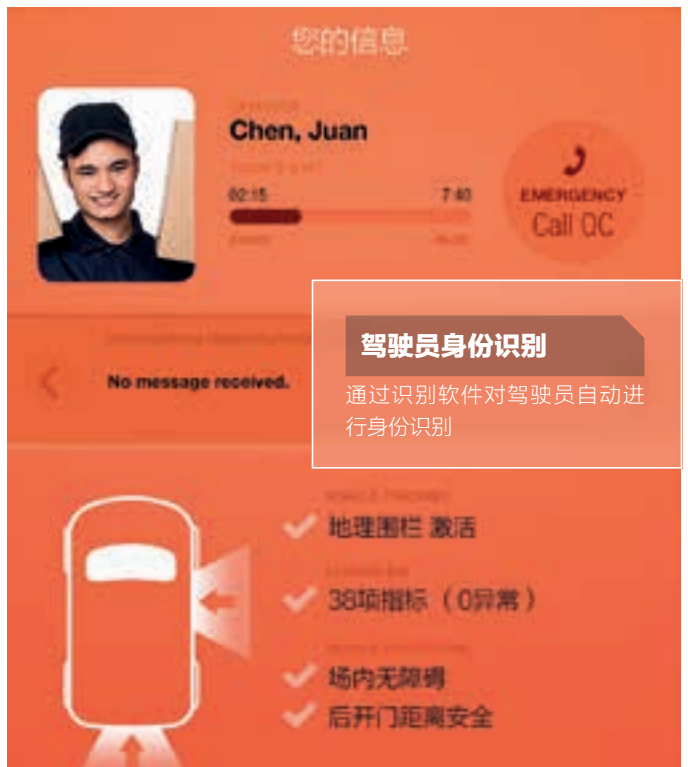 您的信息
Chen, Juan
02:15
7:40
EMERGENCY
Call QC
驾驶员身份识别
通过识别软件对驾驶员自动进
行身份识别
No message received.
地理围栏 激活
38项指标（0异常）
场内无障碍
后开门距离安全